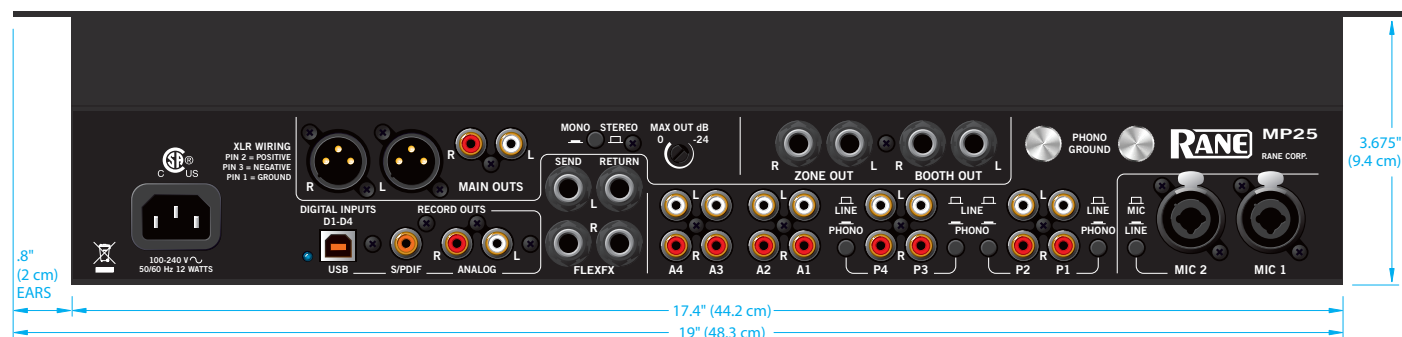 XLR WIRING
PIN 2 = POSITIVE
PIN 3 = NEGATIVE
PIN 1 = GROUND
C US
®
100-240 V
50/60 Hz 12 WATTS
R
L
R
L
MAIN OUTS
MONO STEREO
MAX OUT dB
0 -24
SEND RETURN
L
R
FLEXFX
DIGITAL INPUTS
D1-D4
RECORD OUTS
USB
S/PDIF
R
L
ANALOG
R
L
ZONE OUT
R
L
BOOTH OUT
PHONO
GROUND
RANE
MP25
RANE CORP.
L
R
A4 A3
L
R
A2 A1
LINE
PHONO
L
R
P4 P3
LINE
PHONO
L
R
P2 P1
LINE
PHONO
MIC
LINE
MIC 2
MIC 1
3.675"
(9.4 cm)
.8"
(2 cm)
EARS
17.4" (44.2 cm)
19" (48.3 cm)